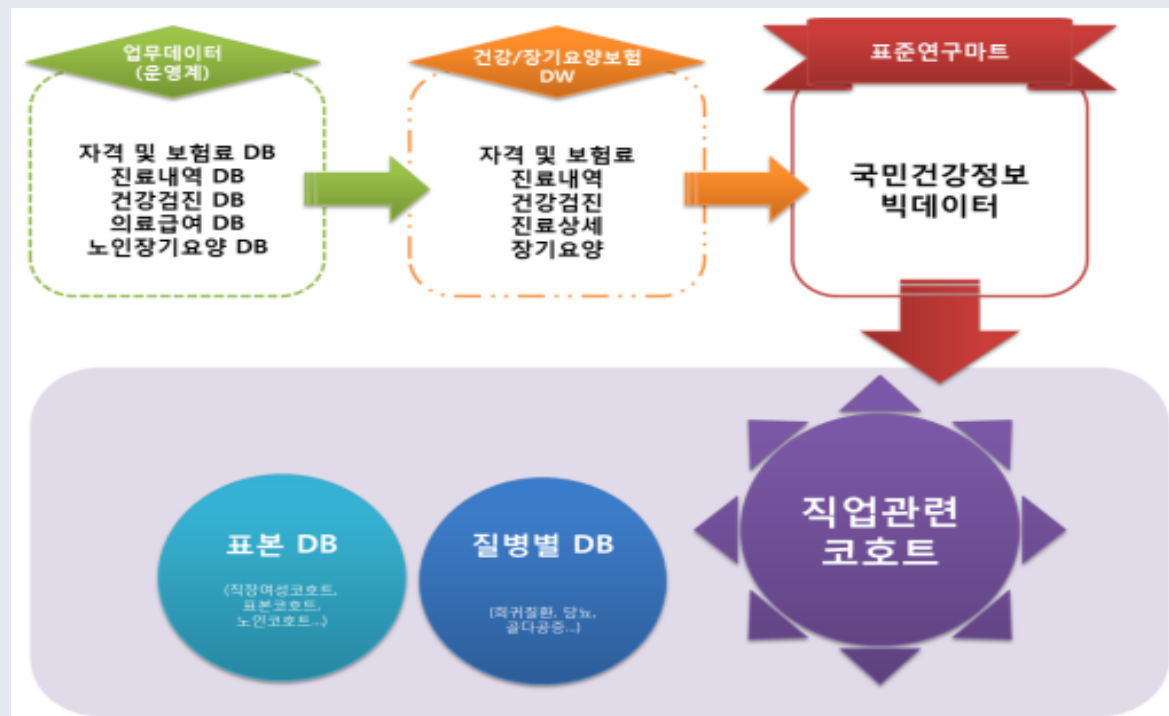 업무데이터
(운영계)
자격 및 보험료 DB
진료내역 DB
건강검진 DB
의료급여 DB
노인장기요양 DB
건강/장기요양보험
DW
자격 및 보험료
진료내역
건강검진
진료상세
장기요양
표준연구마트
국민건강정보
빅데이터
표본 DB
(직장여성코호트,
표본코호트,
노인코호트...)
질병별 DB
(희귀질환, 당뇨,
골다공증...)
직업관련
코호트